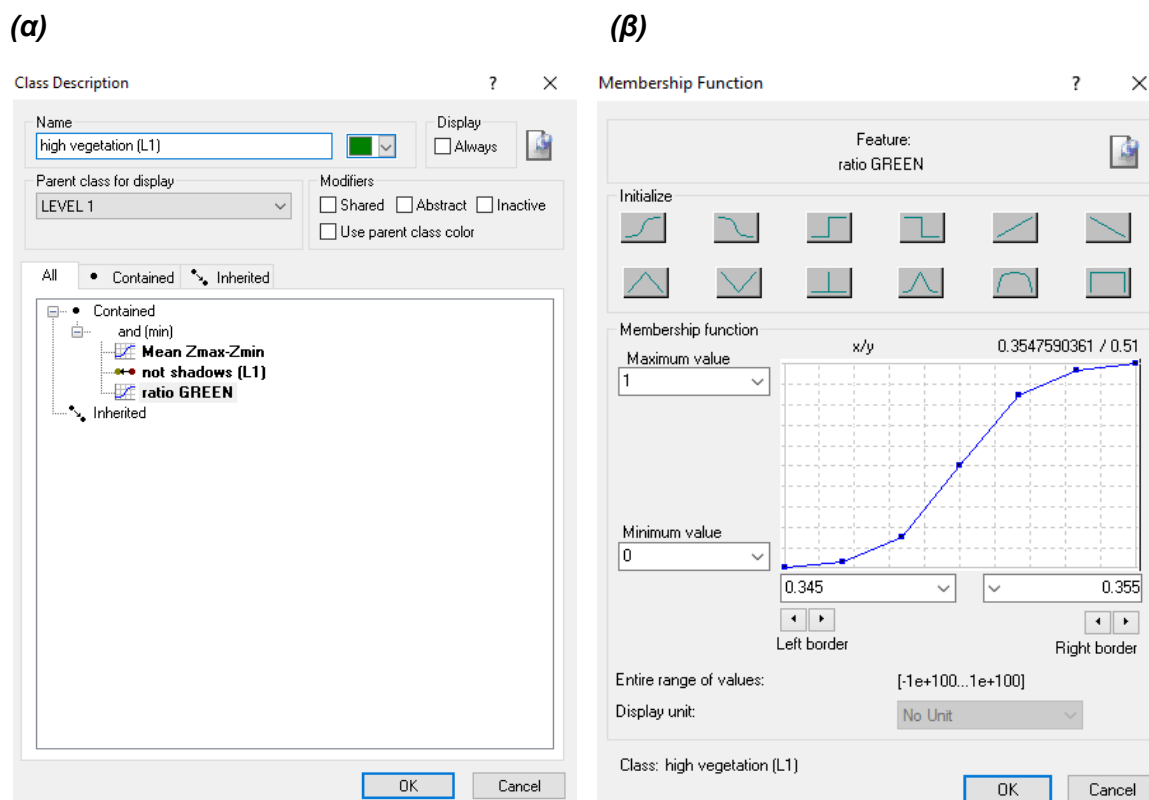 (α)
Class Description
?
Name
high vegetation (L1)
Display
Always
Parent class for display
LEVEL 1
Modifiers
Shared
Abstract
Inactive
Use parent class color
All
Contained
Inherited
Contained
and (min)
Mean Zmax-Zmin
not shadows (L1)
ratio GREEN
Inherited
OK
Cancel
(β)
Membership Function
?
Feature:
ratio GREEN
Initialize
Membership function
Maximum value
1
x/y
0.3547590361 / 0.51
Minimum value
0
0.345
0.355
Left border
Right border
Entire range of values:
[-1e+100...1e+100]
Display unit:
No Unit
Class: high vegetation (L1)
OK
Cancel